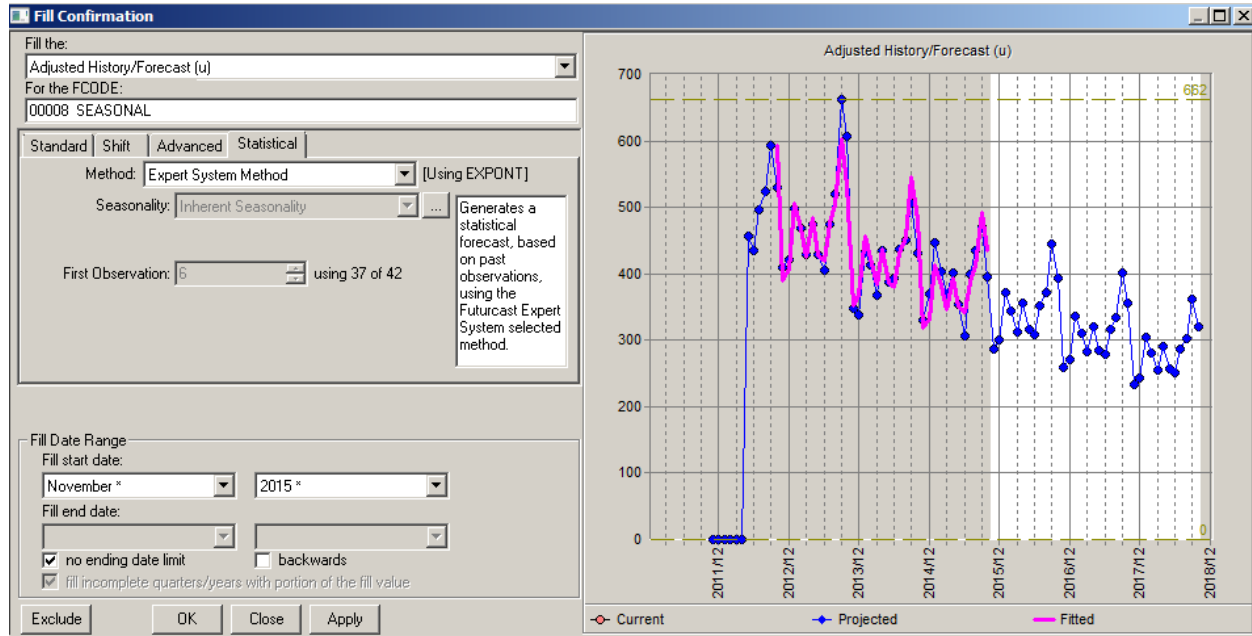 Fill Confirmation
Fill the:
Adjusted History/Forecast (u)
For the FCODE:
00008 SEASONAL
Standard Shift Advanced Statistical
Method: Expert System Method [Using EXPONT]
Seasonality: Inherent Seasonality ...
First Observation: 6 using 37 of 42
Generates a
statistical
forecast, based
on past
observations,
using the
Futurcast Expert
System selected
method.
Fill Date Range
Fill start date:
November * 2015 *
Fill end date:
no ending date limit backwards
fill incomplete quarters/years with portion of the fill value
Exclude OK Close Apply
Adjusted History/Forecast (u)
700
662
600
500
400
300
200
100
0
0
2011/12 2012/12 2013/12 2014/12 2015/12 2016/12 2017/12 2018/12
Current Projected Fitted